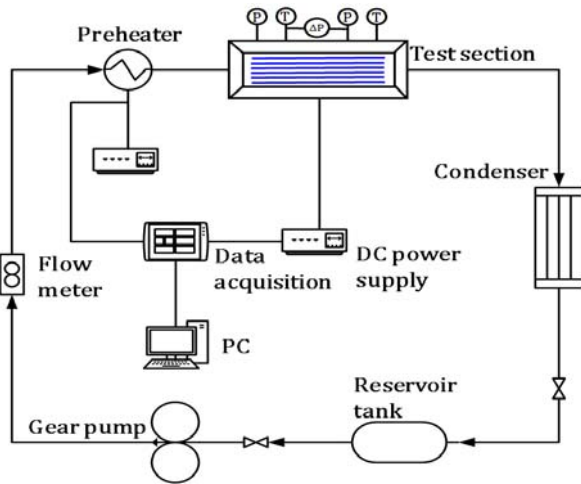 P
T
ΔP
P
T
Preheater
Test section
Condenser
Flow
meter
Data
acquisition
DC power
supply
PC
Reservoir
tank
Gear pump